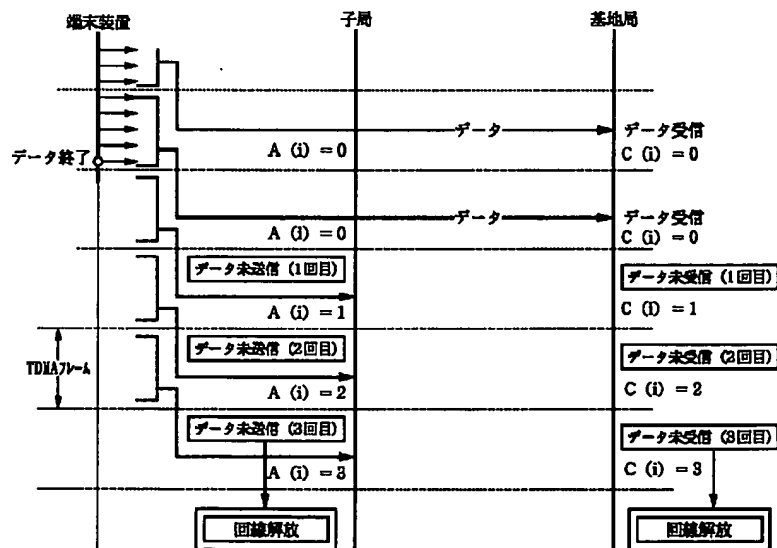 端末装置 子局 基地局
データ データ受信
A (i) =0 C (i) =0
データ終了
データ データ受信
A (i) =0 C (i) =0
データ未送信 (1回目) データ未受信 (1回目)
A (i) =1 C (i) =1
データ未送信 (2回目) データ未受信 (2回目)
TDMAフレーム
A (i) =2 C (i) =2
データ未送信 (3回目) データ未受信 (3回目)
A (i) =3 C (i) =3
回線解放 回線解放